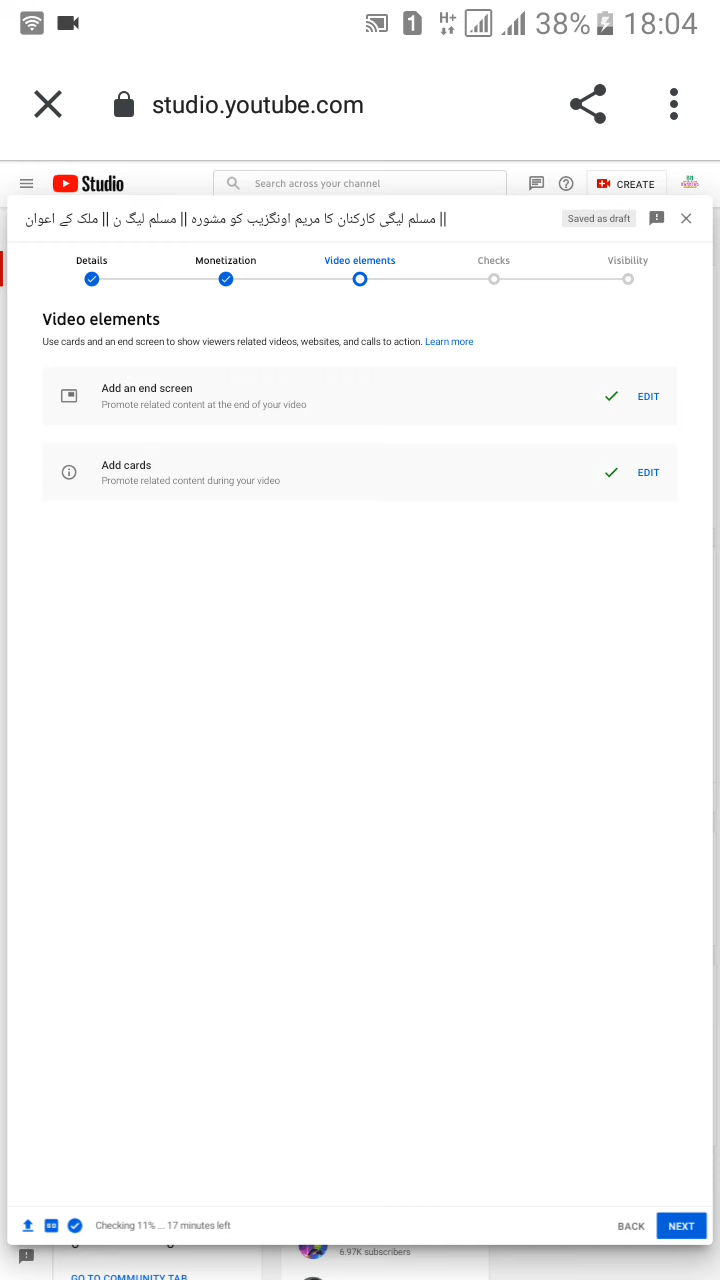 1 H+ 38% 18:04
studio.youtube.com
Studio
Search across your channel
CREATE
مسلم لیگی کارکنان کا مریم اونگزیب کو مشورہ || مسلم لیگ ن || ملک کے اعوان ||
Saved as draft
Details Monetization Video elements Checks Visibility
Video elements
Use cards and an end screen to show viewers related videos, websites, and calls to action. Learn more
Add an end screen
Promote related content at the end of your video
EDIT
Add cards
Promote related content during your video
EDIT
Checking 11% ... 17 minutes left
BACK NEXT
6.97K subscribers
GO TO COMMUNITY TAB